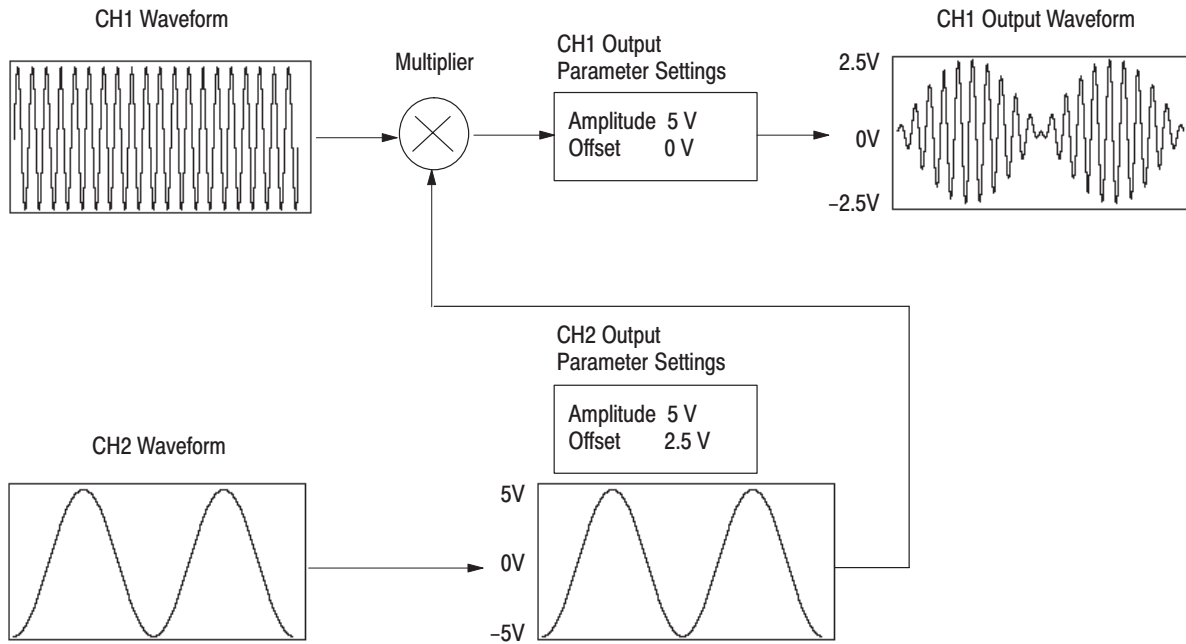 CH1 Waveform
Multiplier
CH1 Output
Parameter Settings
Amplitude 5 V
Offset 0 V
CH1 Output Waveform
2.5V
0V
−2.5V
CH2 Output
Parameter Settings
Amplitude 5 V
Offset 2.5 V
CH2 Waveform
5V
0V
−5V